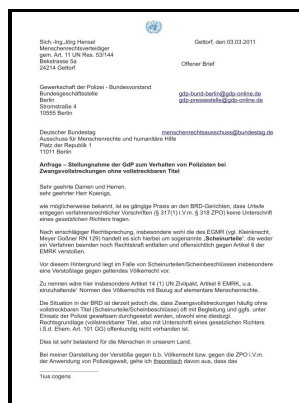 Sich.-Ing.Jörg Hensel
Gettorf, den 03.03.2011
Menschenrechtsverteidiger
gem. Art. 11 UN Res. 53/144
Bekstrasse 5a
Offener Brief
24214 Gettorf
Gewerkschaft der Polizei - Bundesvorstand
Bundesgeschäftsstelle
gdp-bund-berlin@gdp-online.de
Berlin
gdp-pressestelle@gdp-online.de
Stromstraße 4
10555 Berlin
Deutscher Bundestag
menschenrechtsausschuss@bundestag.de
Ausschuss für Menschenrechte und humanitäre Hilfe
Platz der Republik 1
11011 Berlin
Anfrage – Stellungnahme der GdP zum Verhalten von Polizisten bei
Zwangsvollstreckungen ohne vollstreckbaren Titel
Sehr geehrte Damen und Herren,
sehr geehrter Herr Koenigs,
wie möglicherweise bekannt, ist es gängige Praxis an den BRD-Gerichten, dass Urteile
entgegen verfahrensrechtlicher Vorschriften (§ 317(1) i.V.m. § 318 ZPO) keine Unterschrift
eines gesetzlichen Richters tragen.
Nach einschlägiger Rechtsprechung, insbesondere wohl die des EGMR (vgl. Kleinknecht,
Meyer Goßner RN 129) handelt es sich hierbei um sogenannte „Scheinurteile“, die weder
ein Verfahren beenden noch Rechtskraft entfalten und offensichtlich gegen Artikel 6 der
EMRK verstoßen.
Vor diesem Hintergrund liegt im Falle von Scheinurteilen/Scheinbeschlüssen insbesondere
eine Verstoßlage gegen geltendes Völkerrecht vor.
Zu nennen wäre hier insbesondere Artikel 14 (1) UN Zivilpakt, Artikel 6 EMRK, u.a.
einzuhaltende¹ Normen des Völkerrechts mit Bezug auf elementare Menschenrechte.
Die Situation in der BRD ist derzeit jedoch die, dass Zwangsvollstreckungen häufig ohne
vollstreckbaren Titel (Scheinurteile/Scheinbeschlüsse) oft mit Begleitung und ggfs. unter
Einsatz der Polizei gewaltsam durchgesetzt werden, obwohl eine diesbzgl.
Rechtsgrundlage (vollstreckbarer Titel, also mit Unterschrift eines gesetzlichen Richters
i.S.d. Ehem. Art. 101 GG) offenkundig nicht vorhanden ist.
Dies ist sehr belastend für die Menschen in unserem Land.
Bei meiner Darstellung der Verstöße gegen b.b. Völkerrecht bzw. gegen die ZPO i.V.m.
der Anwendung von Polizeigewalt, gehe ich theoretisch davon aus, dass das
1ius cogens